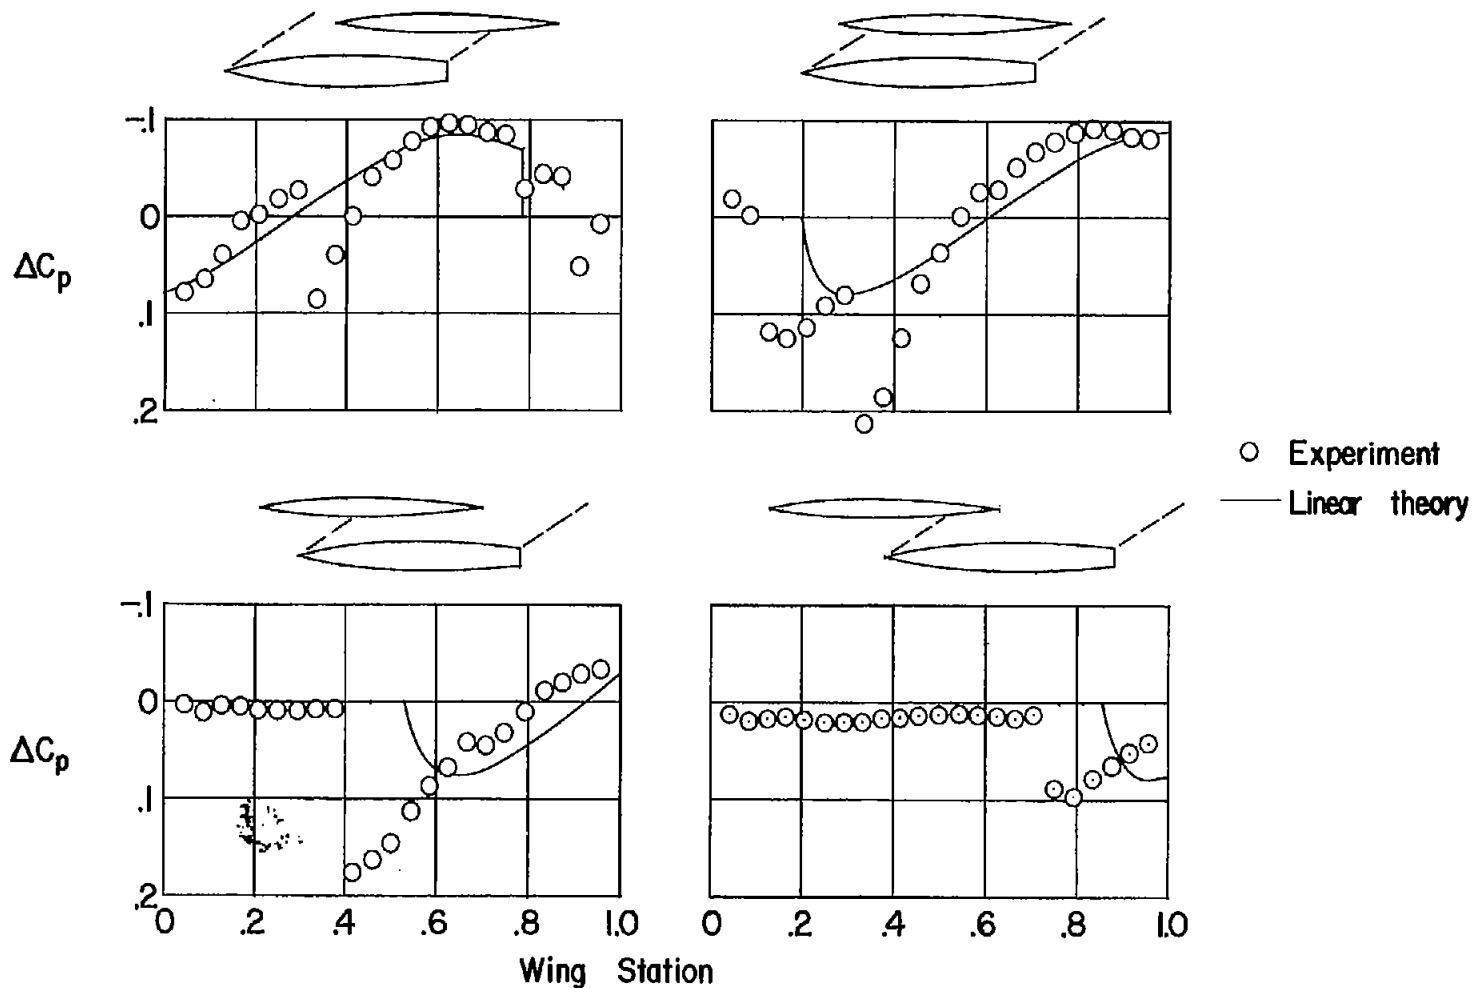 -.1
0
ΔCp
.1
.2
Experiment
Linear theory
-.1
0
ΔCp
.1
.2
0 .2 .4 .6 .8 1.0 0 .2 .4 .6 .8 1.0
Wing Station